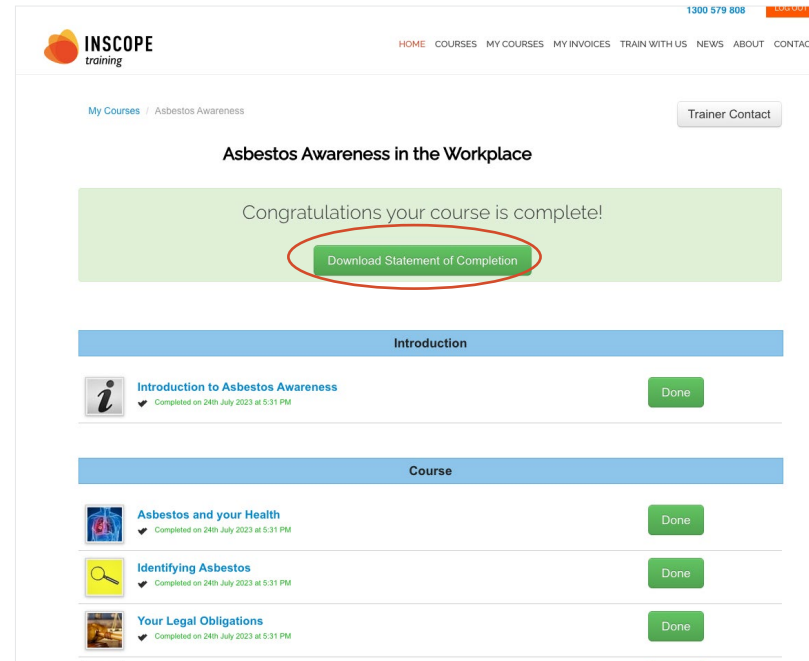 1300 579 808 LOG OUT
INSCOPE
training
HOME COURSES MY COURSES MY INVOICES TRAIN WITH US NEWS ABOUT CONTAC
My Courses / Asbestos Awareness
Trainer Contact
Asbestos Awareness in the Workplace
Congratulations your course is complete!
Download Statement of Completion
Introduction
Introduction to Asbestos Awareness
Completed on 24th July 2023 at 5:31 PM
Done
Course
Asbestos and your Health
Completed on 24th July 2023 at 5:31 PM
Done
Identifying Asbestos
Completed on 24th July 2023 at 5:31 PM
Done
Your Legal Obligations
Completed on 24th July 2023 at 5:31 PM
Done